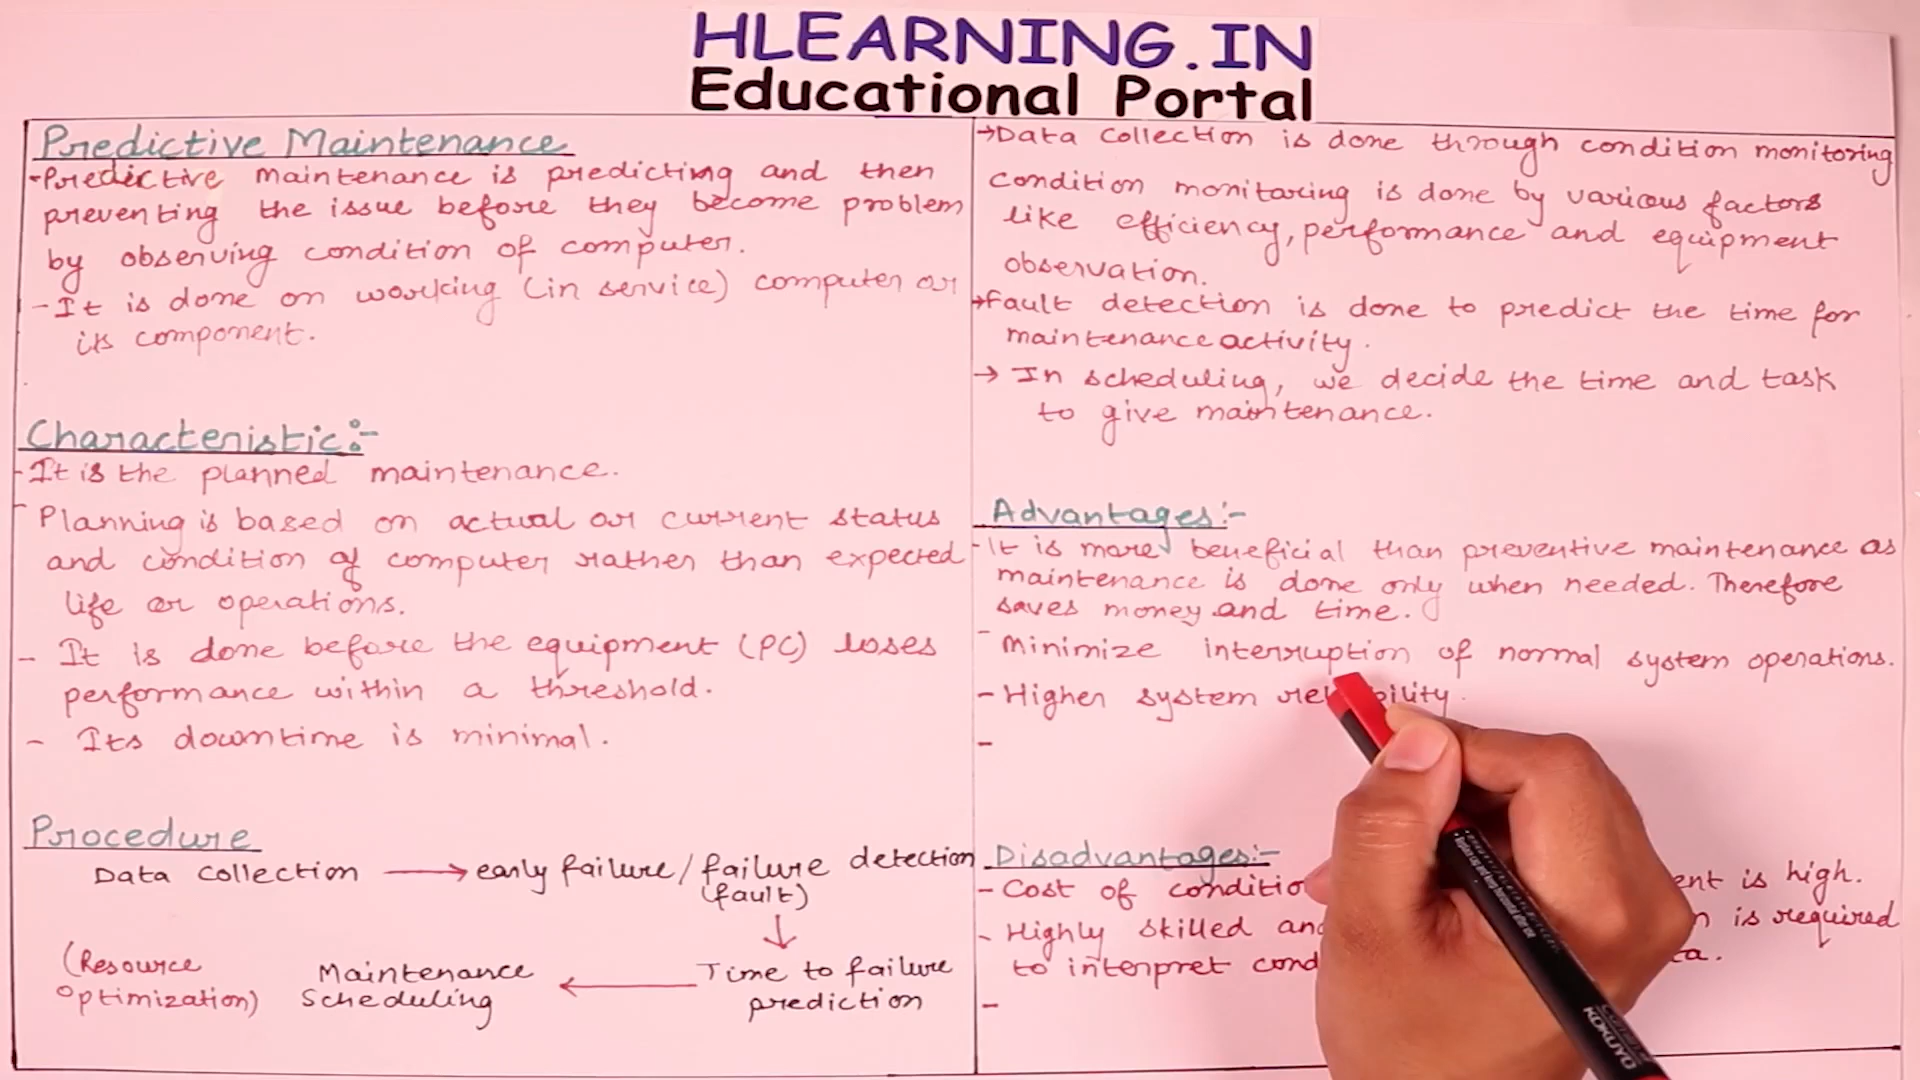 HLEARNING.IN
Educational Portal
Predictive Maintenance
-Predictive maintenance is predicting and then
preventing the issue before they become problem
by observing condition of computer.
- It is done on working (in service) computer or
its component.
Characteristic:-
-It is the planned maintenance.
- Planning is based on actual or current status
and condition of computer rather than expected
life or operations.
- It is done before the equipment (PC) loses
performance within a threshold.
- Its downtime is minimal.
Procedure
Data collection → early failure/failure detection
(fault)
↓
(Resource Maintenance ← Time to failure
Optimization) Scheduling prediction
→Data collection is done through condition monitoring
condition monitoring is done by various factors
like efficiency, performance and equipment
observation.
→Fault detection is done to predict the time for
maintenance activity.
→ In scheduling, we decide the time and task
to give maintenance.
Advantages:-
-It is more beneficial than preventive maintenance as
maintenance is done only when needed. Therefore
saves money and time.
- Minimize interruption of normal system operations.
- Higher system
-
Disadvantages:-
- Cost of is high.
- Highly skilled is required
to interpret
-
KOKUYO